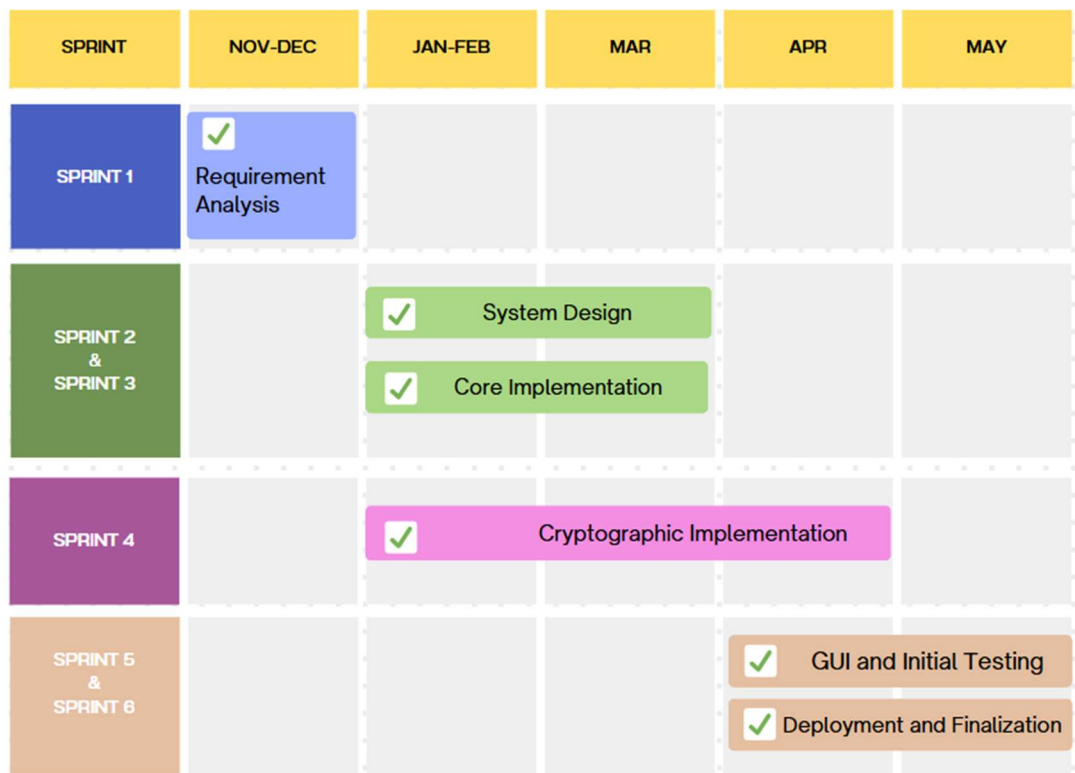 SPRINT
NOV-DEC
JAN-FEB
MAR
APR
MAY
SPRINT 1
Requirement
Analysis
SPRINT 2
&
SPRINT 3
System Design
Core Implementation
SPRINT 4
Cryptographic Implementation
SPRINT 5
&
SPRINT 6
GUI and Initial Testing
Deployment and Finalization